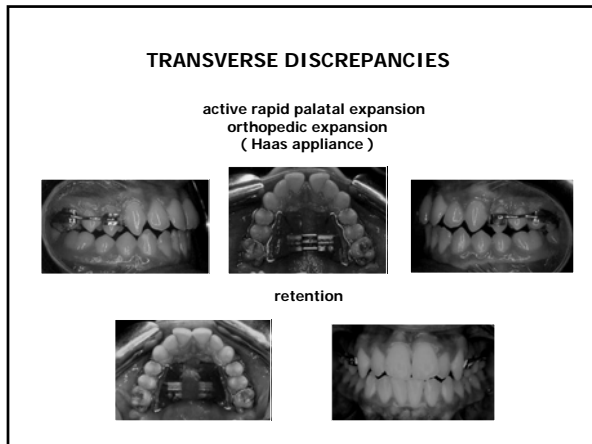 TRANSVERSE DISCREPANCIES
active rapid palatal expansion
orthopedic expansion
( Haas appliance )
retention